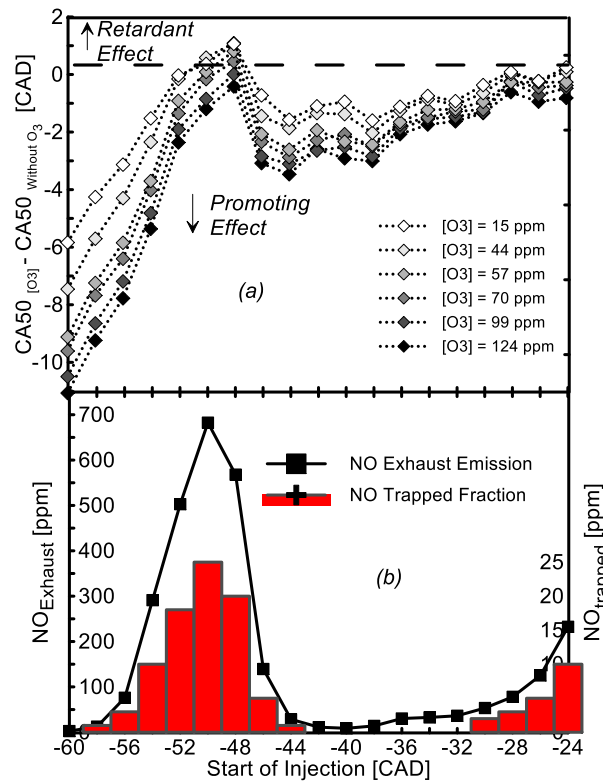 2
Retardant
Effect
0
-2
-4
-6
-8
-10
CA50 [O3] - CA50 Without O3 [CAD]
Promoting
Effect
(a)
[O3] = 15 ppm
[O3] = 44 ppm
[O3] = 57 ppm
[O3] = 70 ppm
[O3] = 99 ppm
[O3] = 124 ppm
700
600
500
400
300
200
100
0
NOExhaust [ppm]
NO Exhaust Emission
NO Trapped Fraction
(b)
25
20
15
10
NOtrapped [ppm]
-60 -56 -52 -48 -44 -40 -36 -32 -28 -24
Start of Injection [CAD]